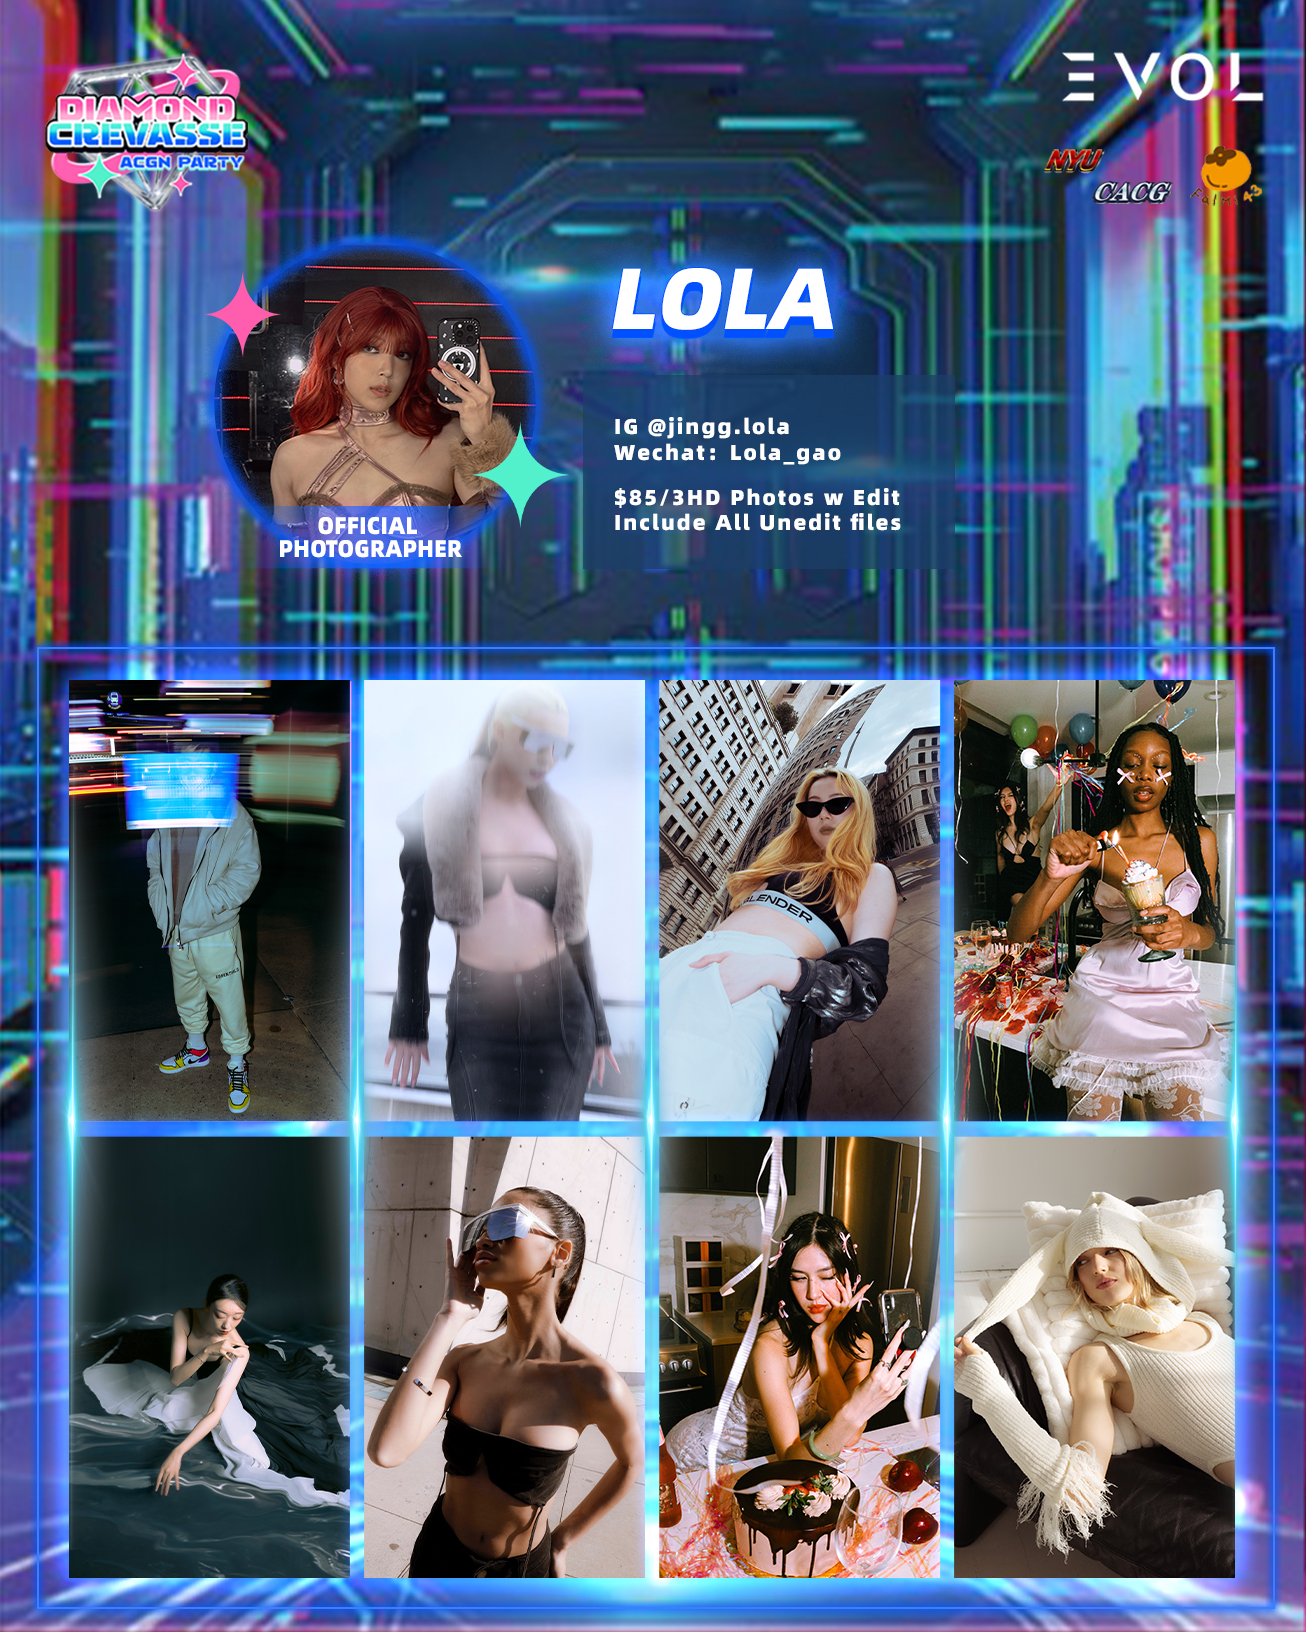 DIAMOND
CREVASSE
ACGN PARTY
EVOL
NYU
CACG
LOLA
IG @jingg.lola
Wechat: Lola_gao
$85/3HD Photos w Edit
Include All Unedit files
OFFICIAL
PHOTOGRAPHER